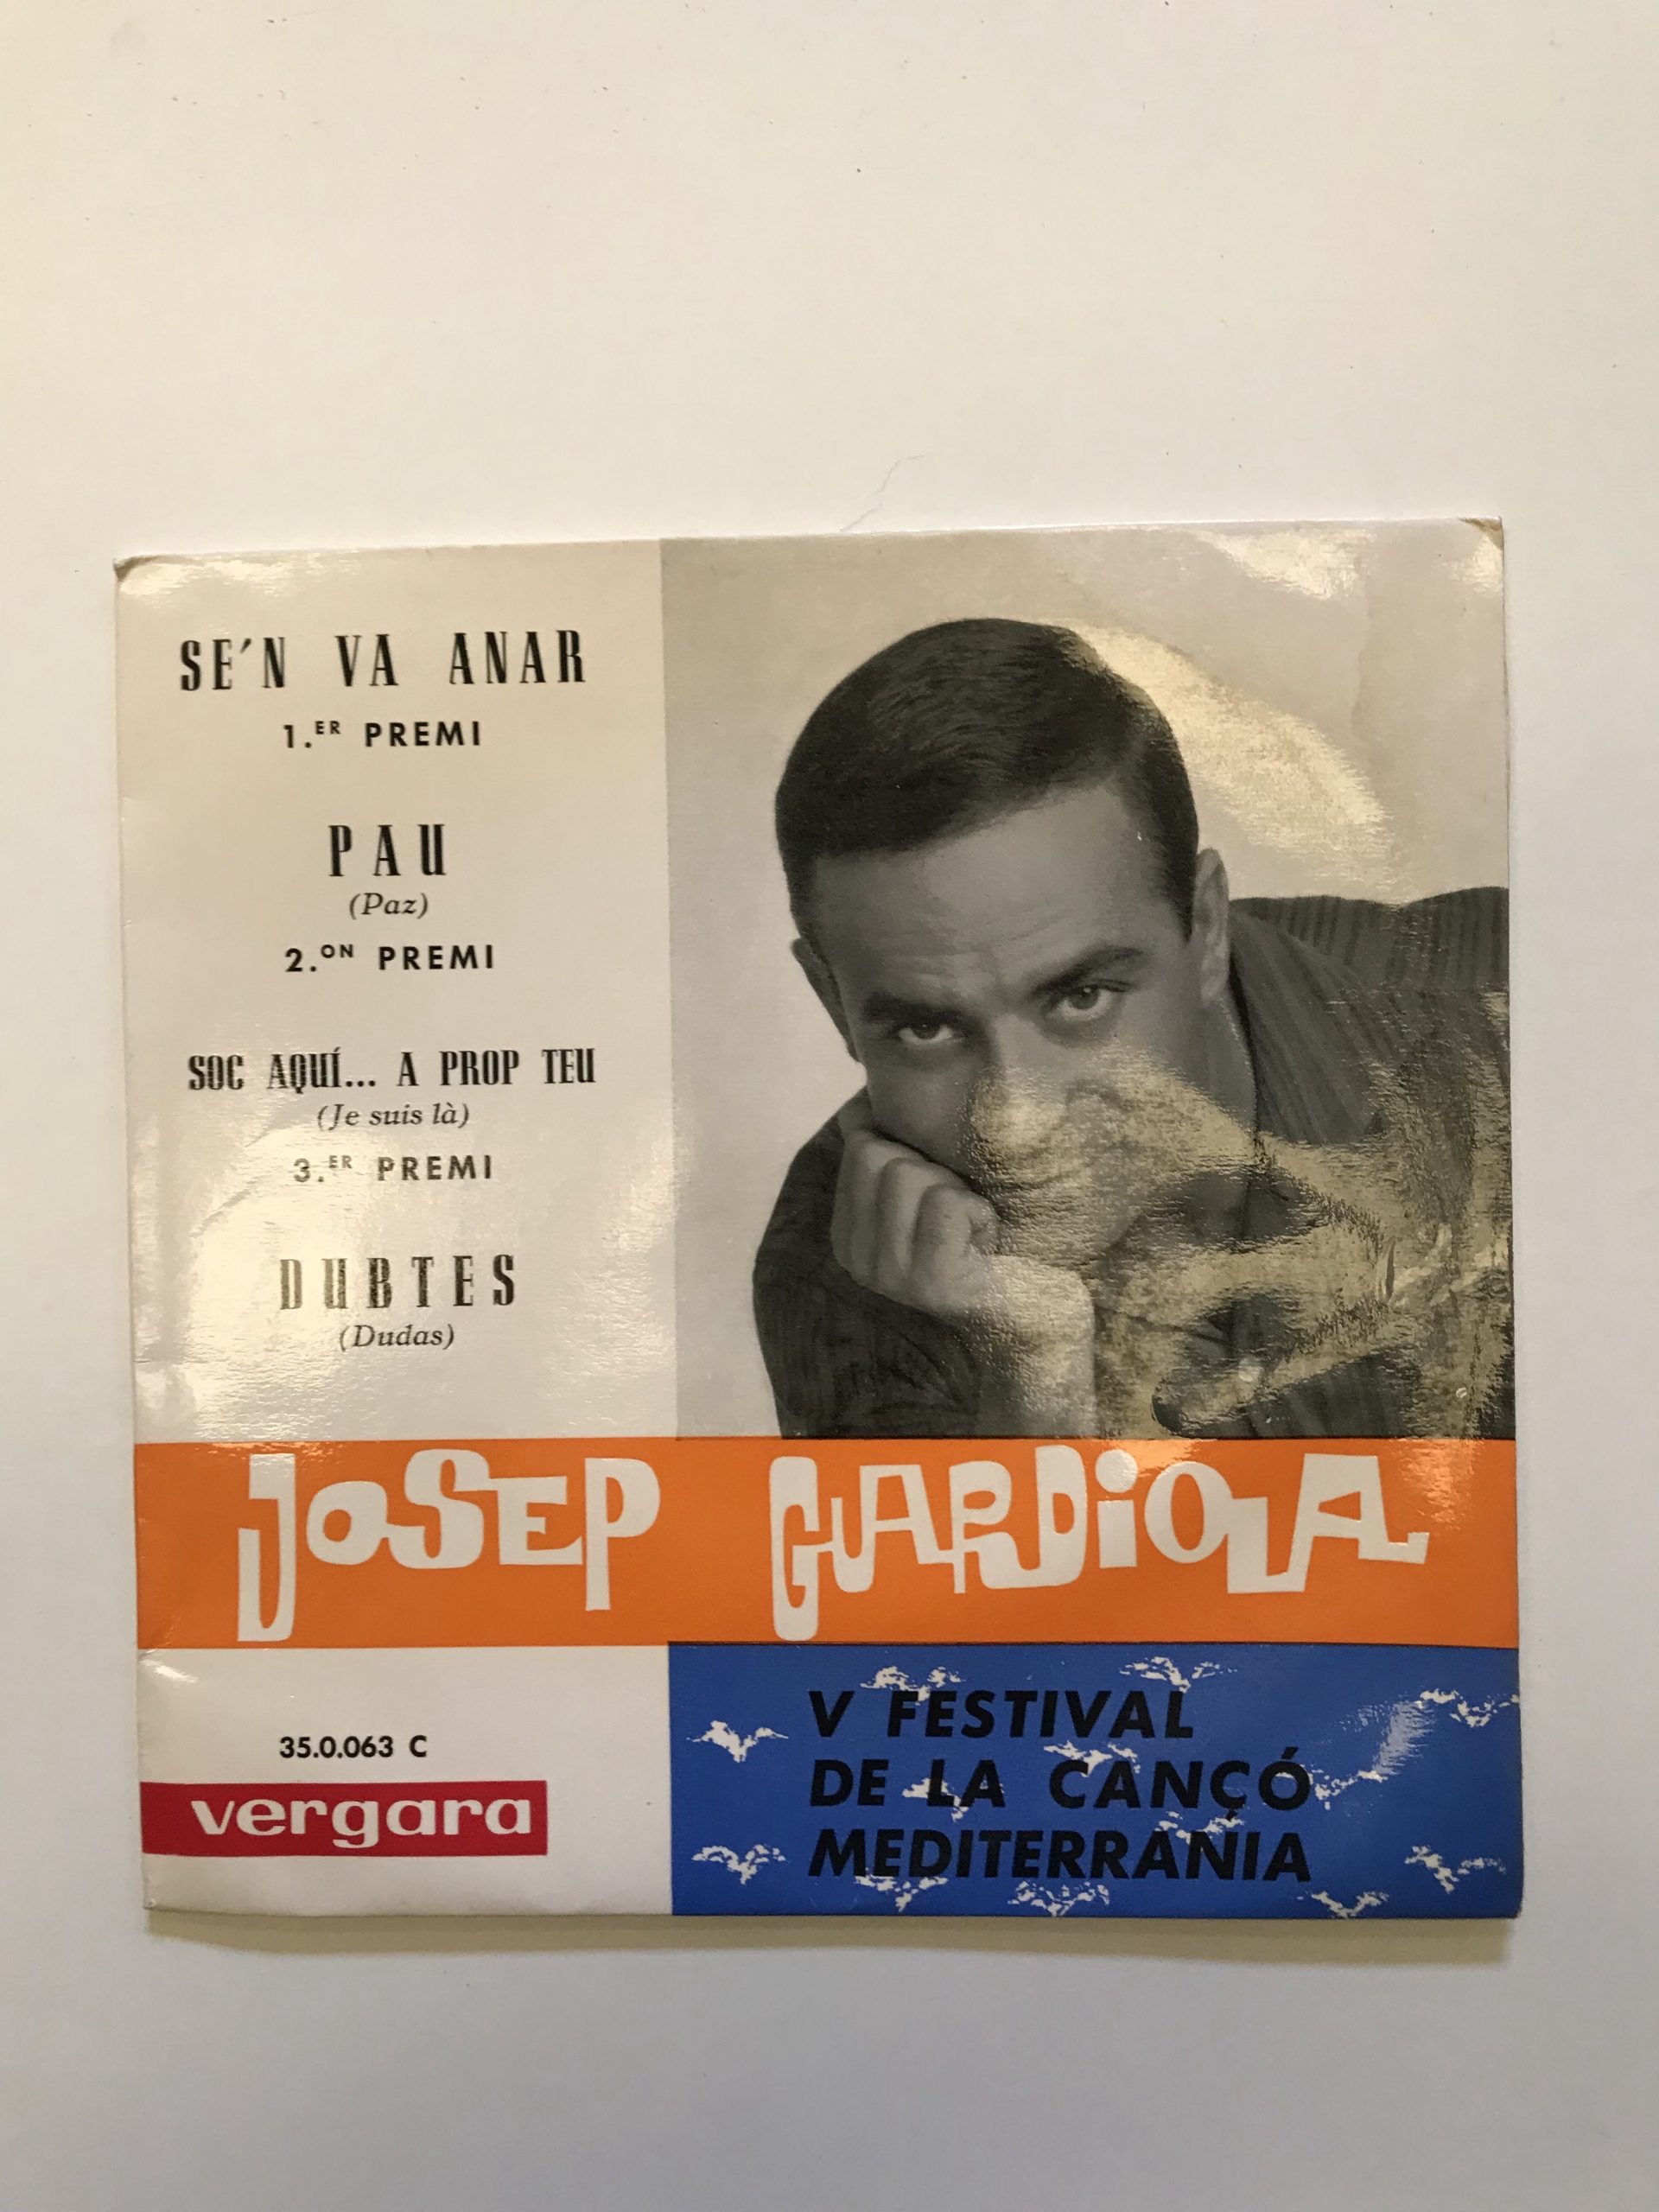 SE'N VA ANAR
1.ER PREMI
PAU
(Paz)
2.ON PREMI
SOC AQUÍ... A PROP TEU
(Je suis là)
3.ER PREMI
DUBTES
(Dudas)
JOSEP GUARDIOLA
35.0.063 C
vergara
V FESTIVAL
DE LA CANÇÓ
MEDITERRANIA